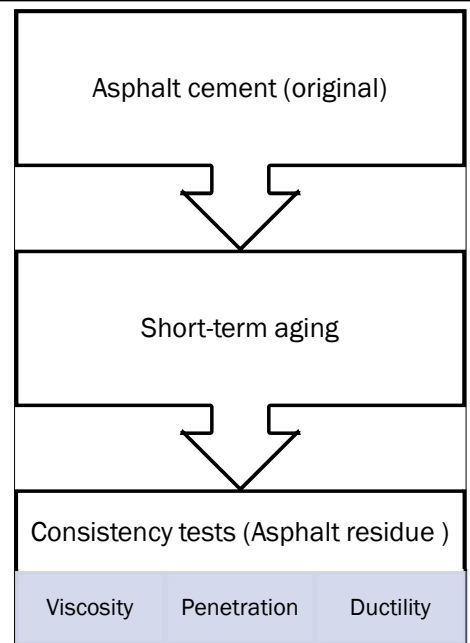 Asphalt cement (original)
Short-term aging
Consistency tests (Asphalt residue )
Viscosity Penetration Ductility